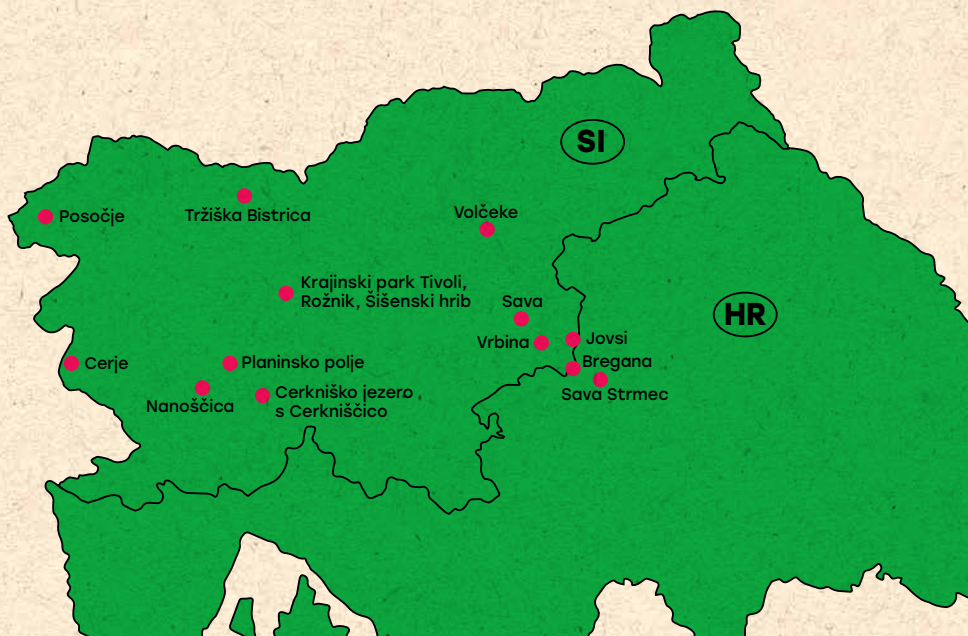 SI
Posočje
Tržiška Bistrica
Volčeke
Krajinski park Tivoli,
Rožnik, Šišenski hrib
Sava
HR
Vrbina
Jovsi
Cerje
Planinsko polje
Bregana
Nanoščica
Cerkniško jezero
s Cerkniščico
Sava Strmec